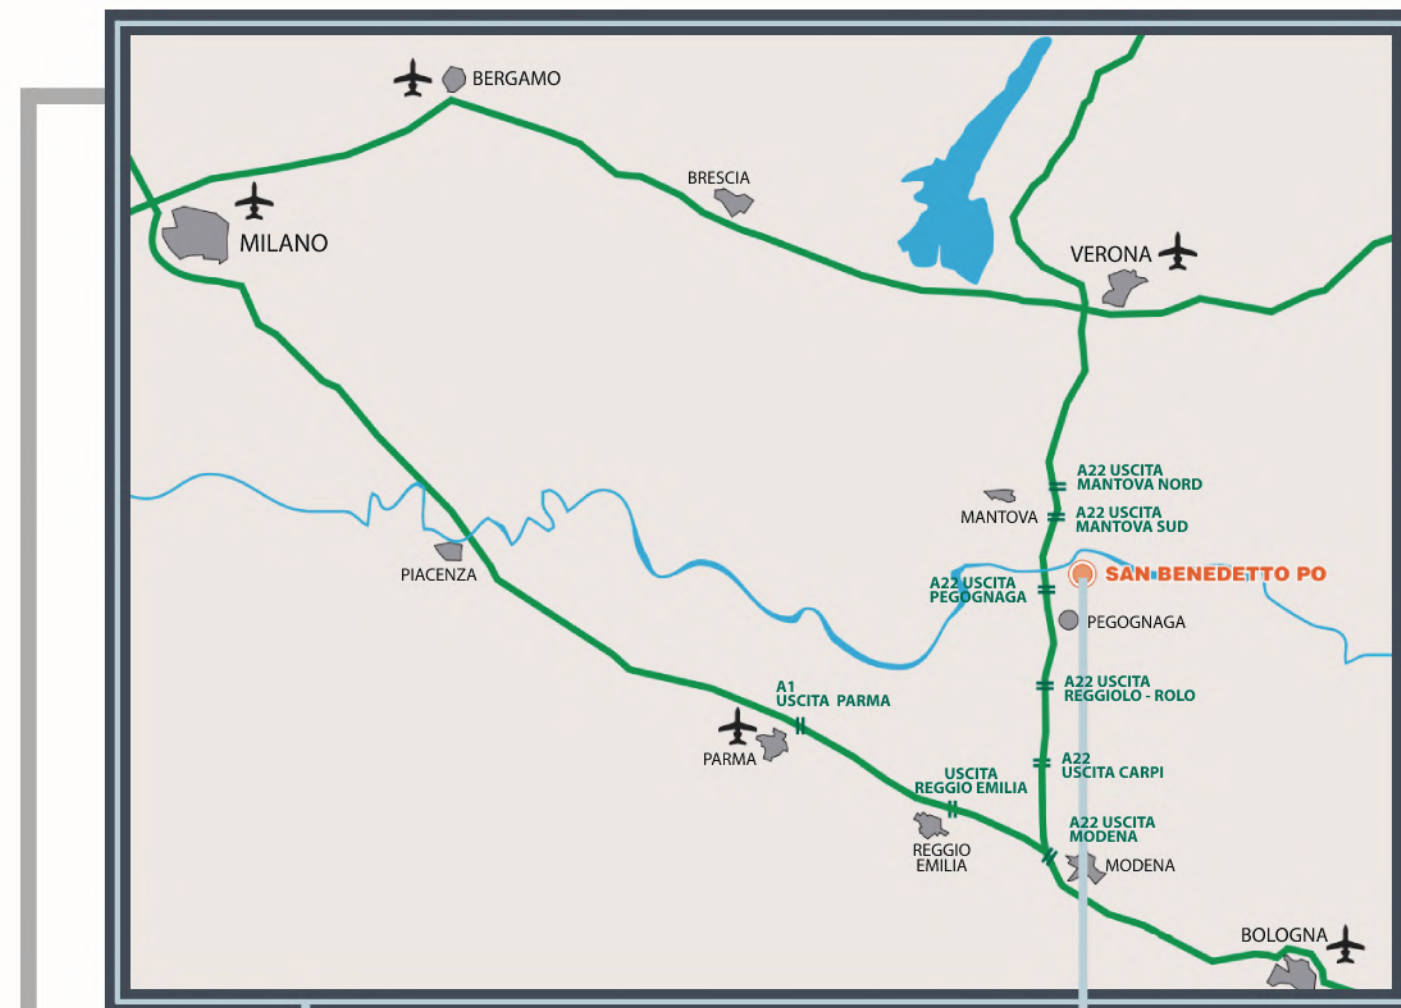 BERGAMO
BRESCIA
MILANO
VERONA
A22 USCITA
MANTOVA NORD
MANTOVA
A22 USCITA
MANTOVA SUD
PIACENZA
SAN BENEDETTO PO
A22 USCITA
PEGOGNAGA
PEGOGNAGA
A22 USCITA
REGGIOLO - ROLO
A1
USCITA PARMA
PARMA
A22
USCITA CARPI
USCITA
REGGIO EMILIA
A22 USCITA
MODENA
REGGIO
EMILIA
MODENA
BOLOGNA